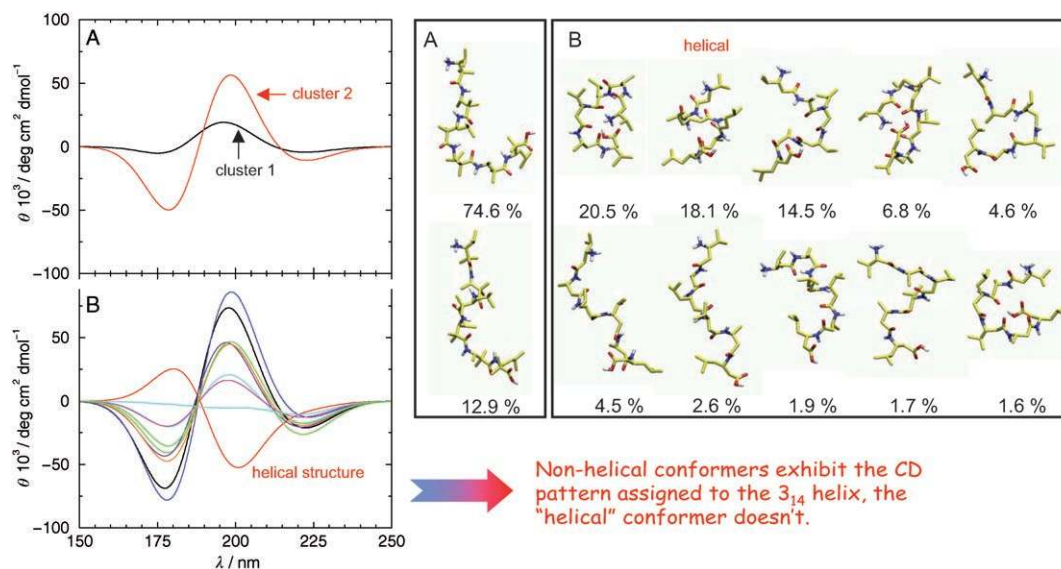 A
cluster 2
cluster 1
θ 10³ / deg cm² dmol⁻¹
100
50
0
−50
−100
B
helical structure
θ 10³ / deg cm² dmol⁻¹
50
0
−50
−100
150 175 200 225 250
λ / nm
A
74.6 %
12.9 %
B
helical
20.5 % 18.1 % 14.5 % 6.8 % 4.6 %
4.5 % 2.6 % 1.9 % 1.7 % 1.6 %
Non-helical conformers exhibit the CD
pattern assigned to the 3₁₄ helix, the
“helical” conformer doesn’t.